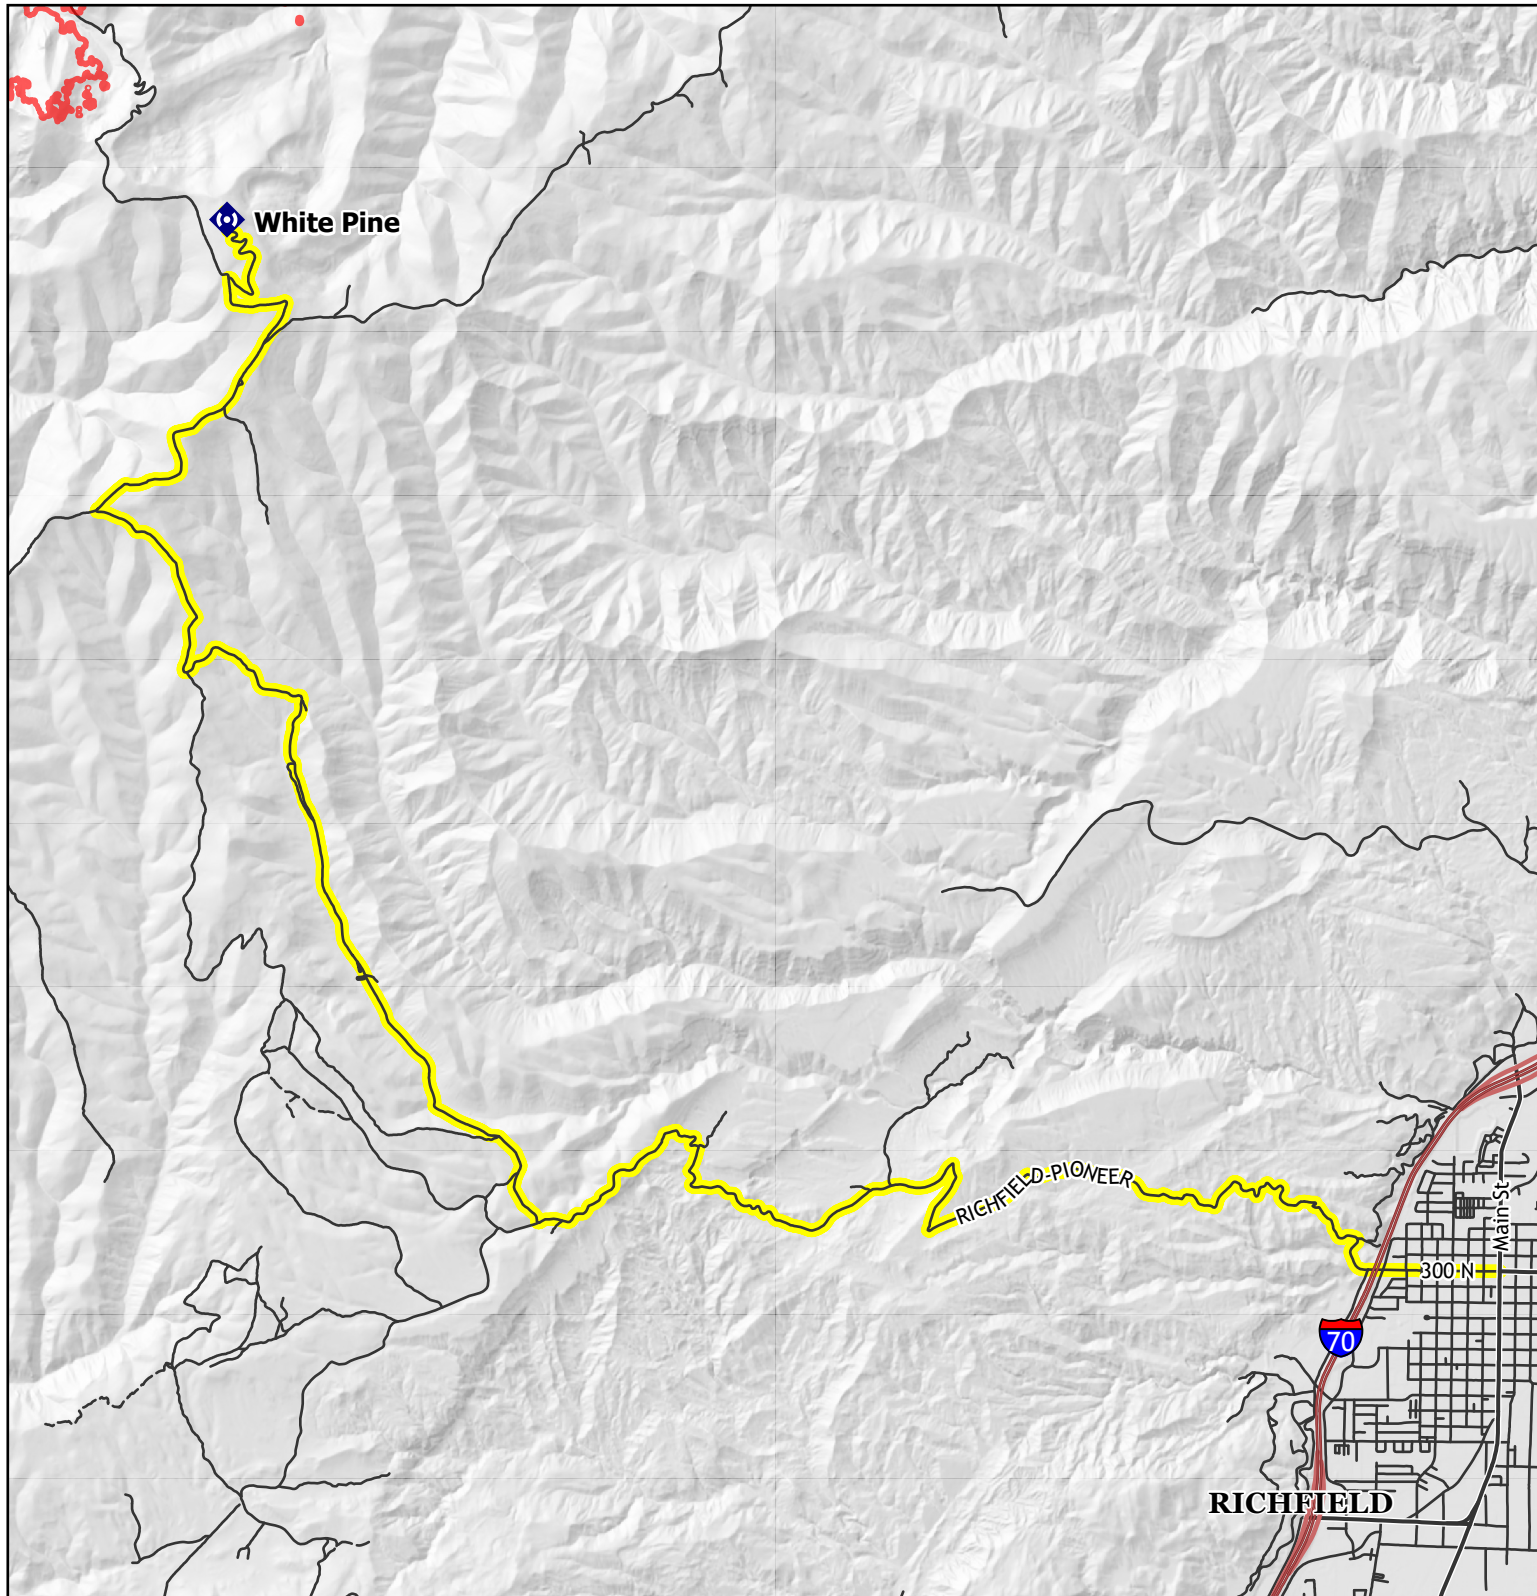 White Pine
RICHFIELD-PIONEER
Main St
300 N
70
RICHFIELD